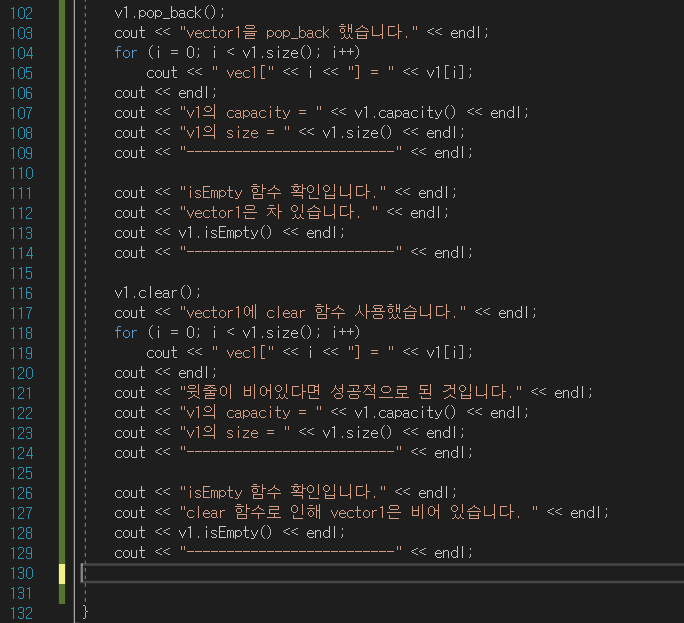 102 v1.pop_back();
103 cout << "vector1을 pop_back 했습니다." << endl;
104 for (i = 0; i < v1.size(); i++)
105 cout << " vec1[" << i << "] = " << v1[i];
106 cout << endl;
107 cout << "v1의 capacity = " << v1.capacity() << endl;
108 cout << "v1의 size = " << v1.size() << endl;
109 cout << "--------------------------" << endl;
110
111 cout << "isEmpty 함수 확인입니다." << endl;
112 cout << "vector1은 차 있습니다. " << endl;
113 cout << v1.isEmpty() << endl;
114 cout << "--------------------------" << endl;
115
116 v1.clear();
117 cout << "vector1에 clear 함수 사용했습니다." << endl;
118 for (i = 0; i < v1.size(); i++)
119 cout << " vec1[" << i << "] = " << v1[i];
120 cout << endl;
121 cout << "윗줄이 비어있다면 성공적으로 된 것입니다." << endl;
122 cout << "v1의 capacity = " << v1.capacity() << endl;
123 cout << "v1의 size = " << v1.size() << endl;
124 cout << "--------------------------" << endl;
125
126 cout << "isEmpty 함수 확인입니다." << endl;
127 cout << "clear 함수로 인해 vector1은 비어 있습니다. " << endl;
128 cout << v1.isEmpty() << endl;
129 cout << "--------------------------" << endl;
130
131
132 }